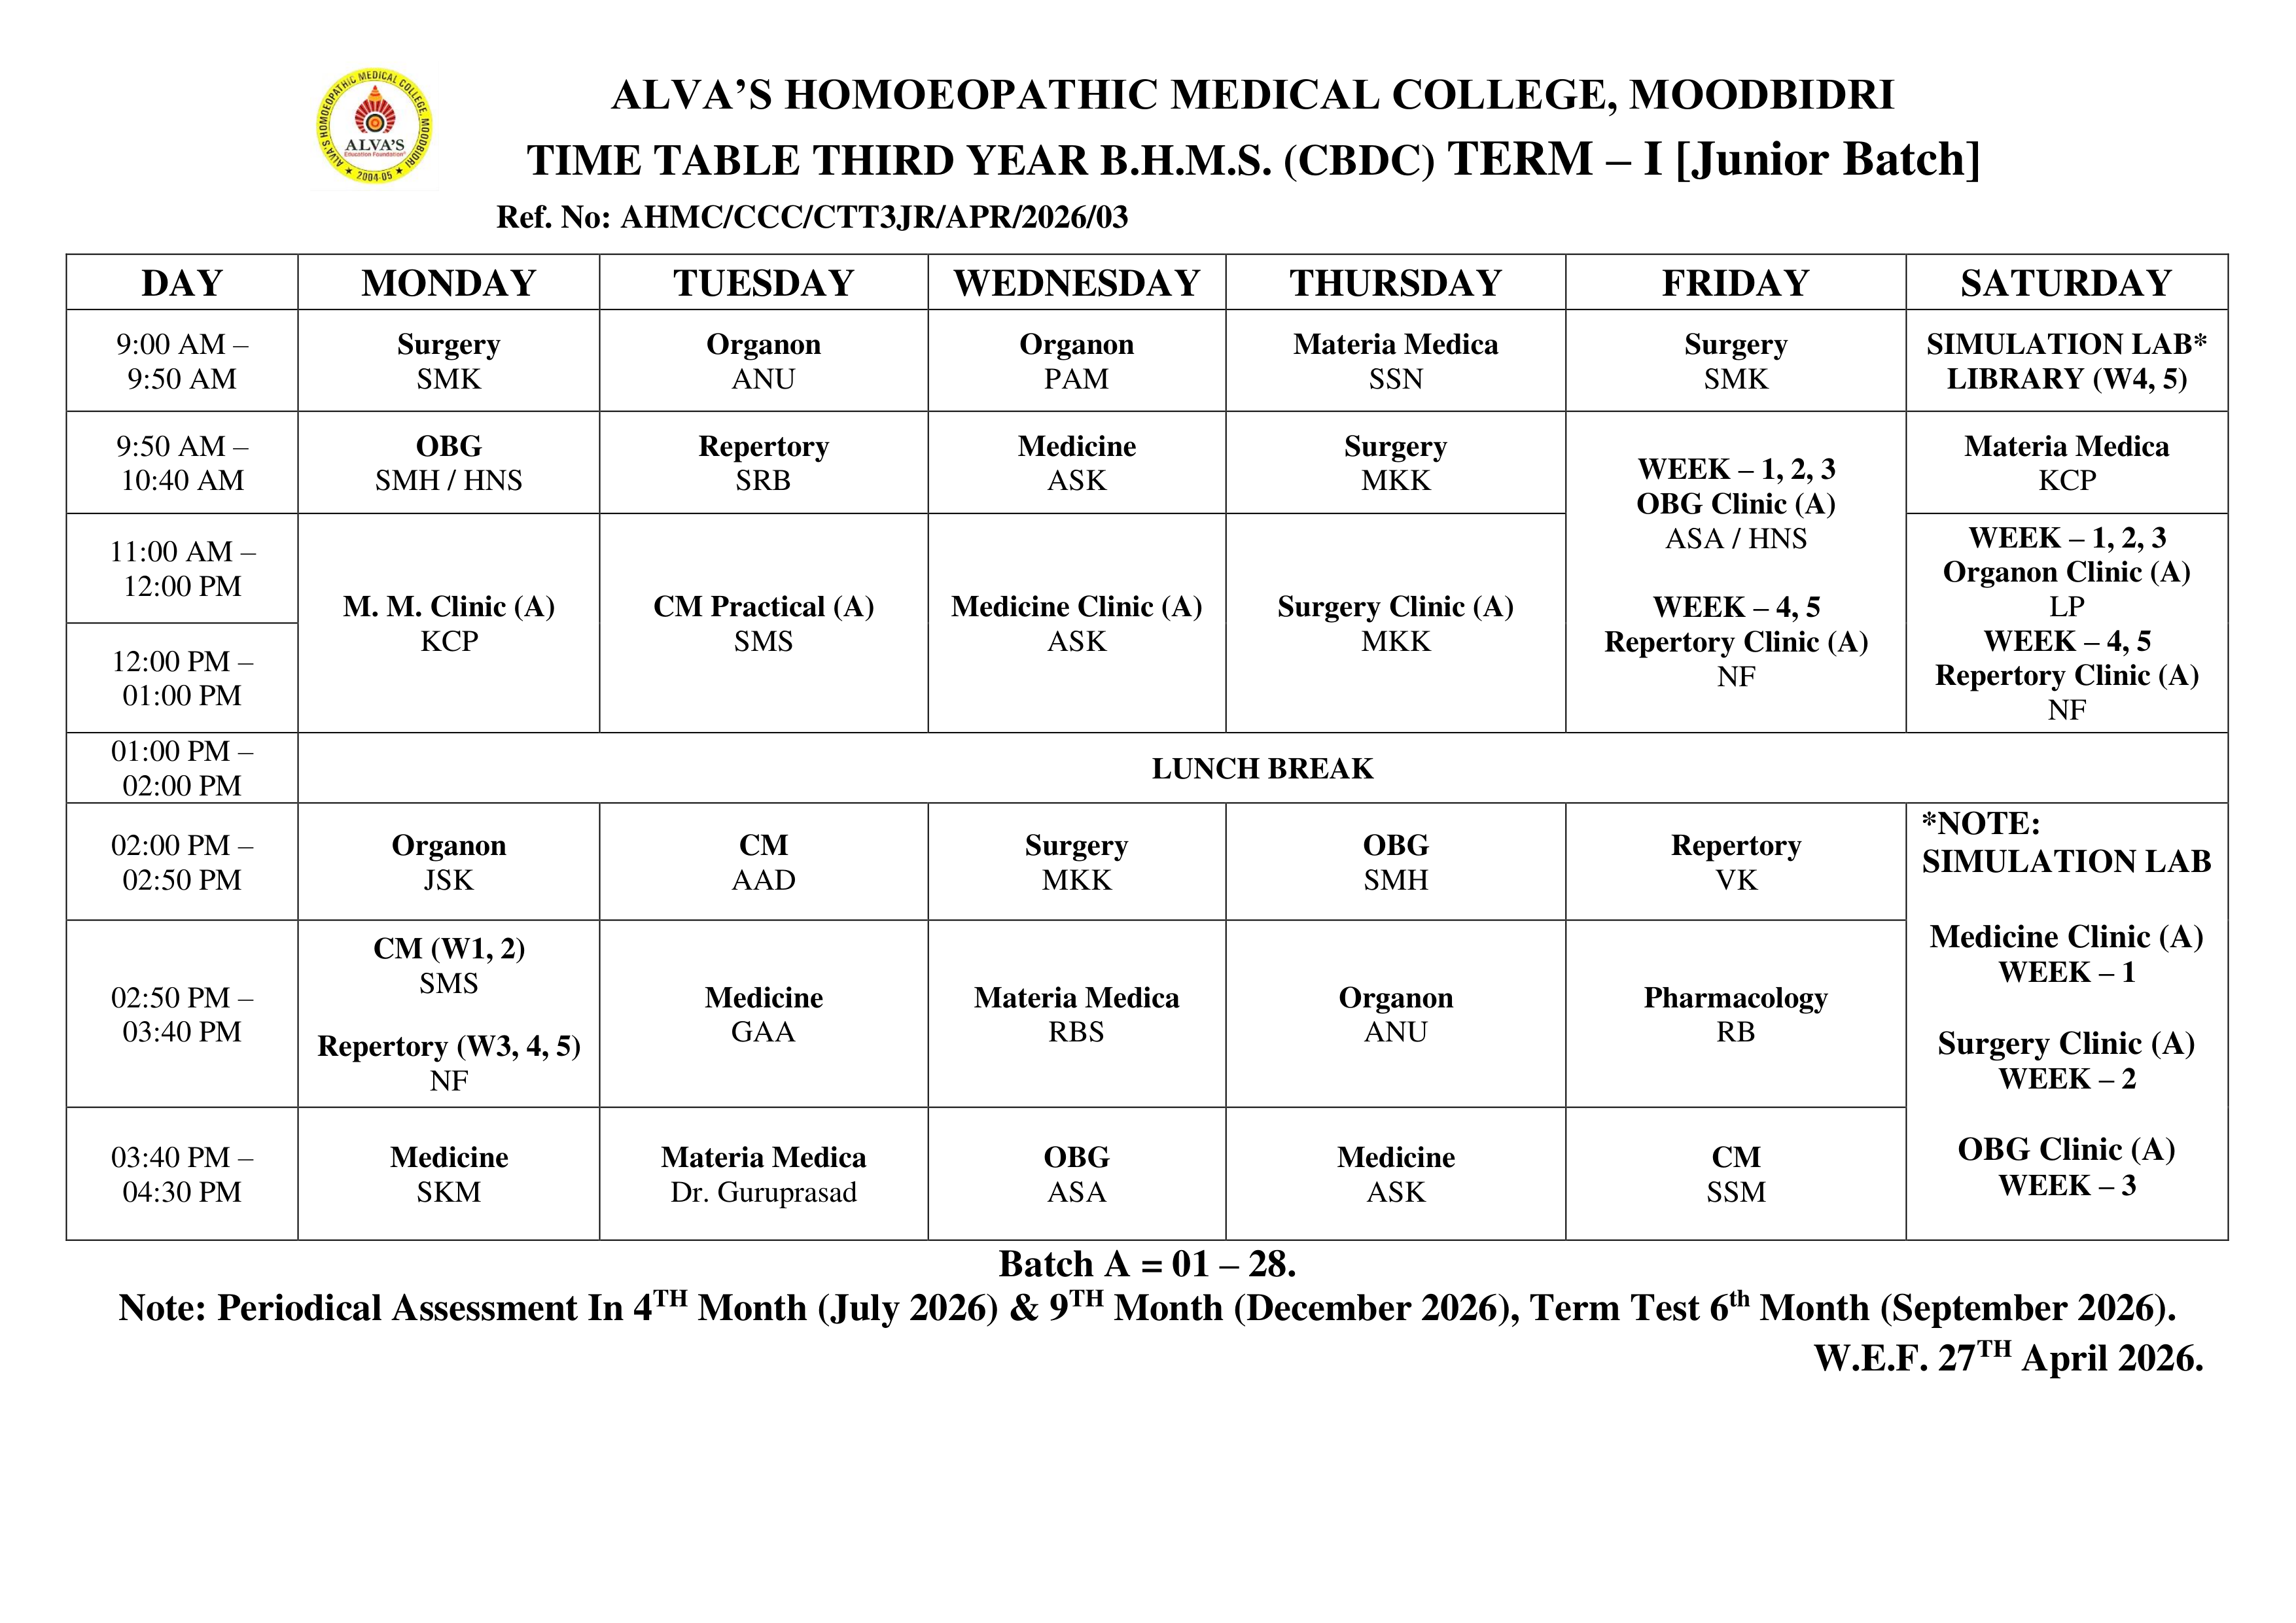 ALVA'S HOMOEOPATHIC MEDICAL COLLEGE, MOODBIDRI
ALVA'S
Education Foundation®
★ 2004-05 ★
ALVA’S HOMOEOPATHIC MEDICAL COLLEGE, MOODBIDRI
TIME TABLE THIRD YEAR B.H.M.S. (CBDC) TERM – I [Junior Batch]
Ref. No: AHMC/CCC/CTT3JR/APR/2026/03
DAY MONDAY TUESDAY WEDNESDAY THURSDAY FRIDAY SATURDAY
9:00 AM –
9:50 AM
Surgery
SMK
Organon
ANU
Organon
PAM
Materia Medica
SSN
Surgery
SMK
SIMULATION LAB*
LIBRARY (W4, 5)
9:50 AM –
10:40 AM
OBG
SMH / HNS
Repertory
SRB
Medicine
ASK
Surgery
MKK
WEEK – 1, 2, 3
OBG Clinic (A)
ASA / HNS
WEEK – 4, 5
Repertory Clinic (A)
NF
Materia Medica
KCP
11:00 AM –
12:00 PM
M. M. Clinic (A)
KCP
CM Practical (A)
SMS
Medicine Clinic (A)
ASK
Surgery Clinic (A)
MKK
WEEK – 1, 2, 3
Organon Clinic (A)
LP
WEEK – 4, 5
Repertory Clinic (A)
NF
12:00 PM –
01:00 PM
01:00 PM –
02:00 PM
LUNCH BREAK
02:00 PM –
02:50 PM
Organon
JSK
CM
AAD
Surgery
MKK
OBG
SMH
Repertory
VK
*NOTE:
SIMULATION LAB
Medicine Clinic (A)
WEEK – 1
Surgery Clinic (A)
WEEK – 2
OBG Clinic (A)
WEEK – 3
02:50 PM –
03:40 PM
CM (W1, 2)
SMS
Repertory (W3, 4, 5)
NF
Medicine
GAA
Materia Medica
RBS
Organon
ANU
Pharmacology
RB
03:40 PM –
04:30 PM
Medicine
SKM
Materia Medica
Dr. Guruprasad
OBG
ASA
Medicine
ASK
CM
SSM
Batch A = 01 – 28.
Note: Periodical Assessment In 4TH Month (July 2026) & 9TH Month (December 2026), Term Test 6th Month (September 2026).
W.E.F. 27TH April 2026.